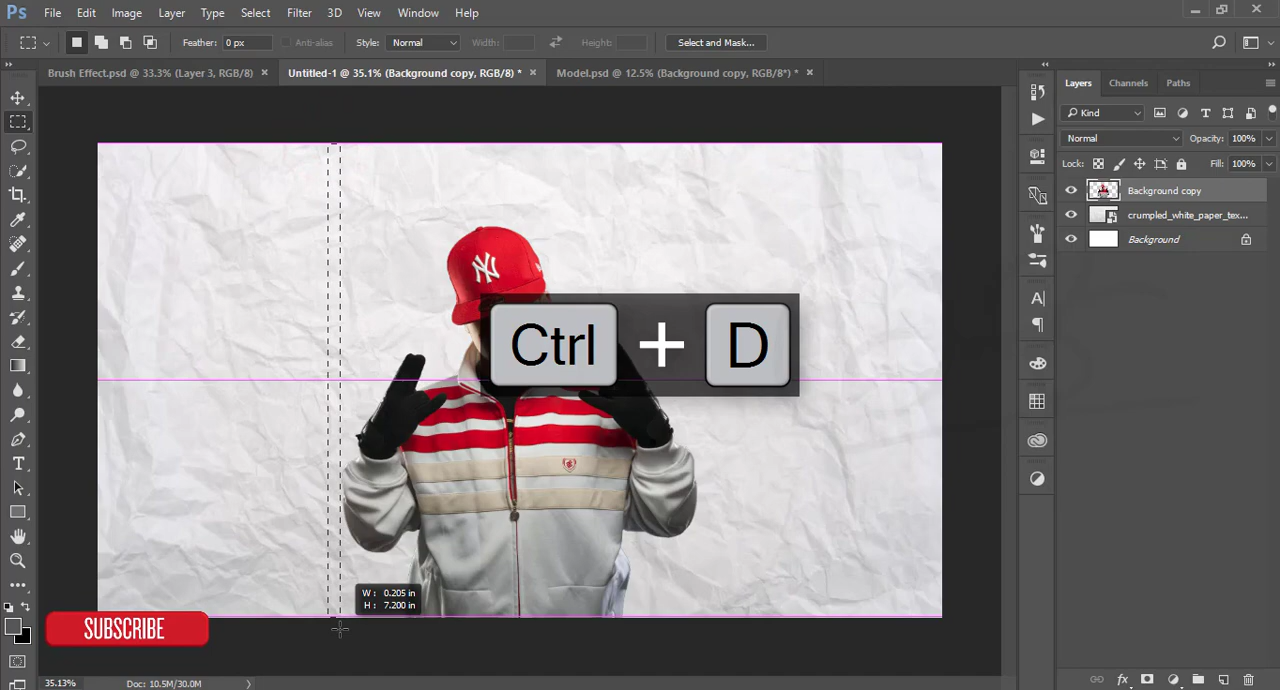 Ps File Edit Image Layer Type Select Filter 3D View Window Help
Feather: 0 px Anti-alias Style: Normal Width: Height: Select and Mask...
Brush Effect.psd @ 33.3% (Layer 3, RGB/8) × Untitled-1 @ 35.1% (Background copy, RGB/8) * × Model.psd @ 12.5% (Background copy, RGB/8*) * ×
Layers Channels Paths
Kind
Normal Opacity: 100%
Lock: Fill: 100%
Background copy
crumpled_white_paper_tex...
Background
NY
Ctrl + D
W : 0.205 in
H : 7.200 in
SUBSCRIBE
35.13% Doc: 10.5M/30.0M